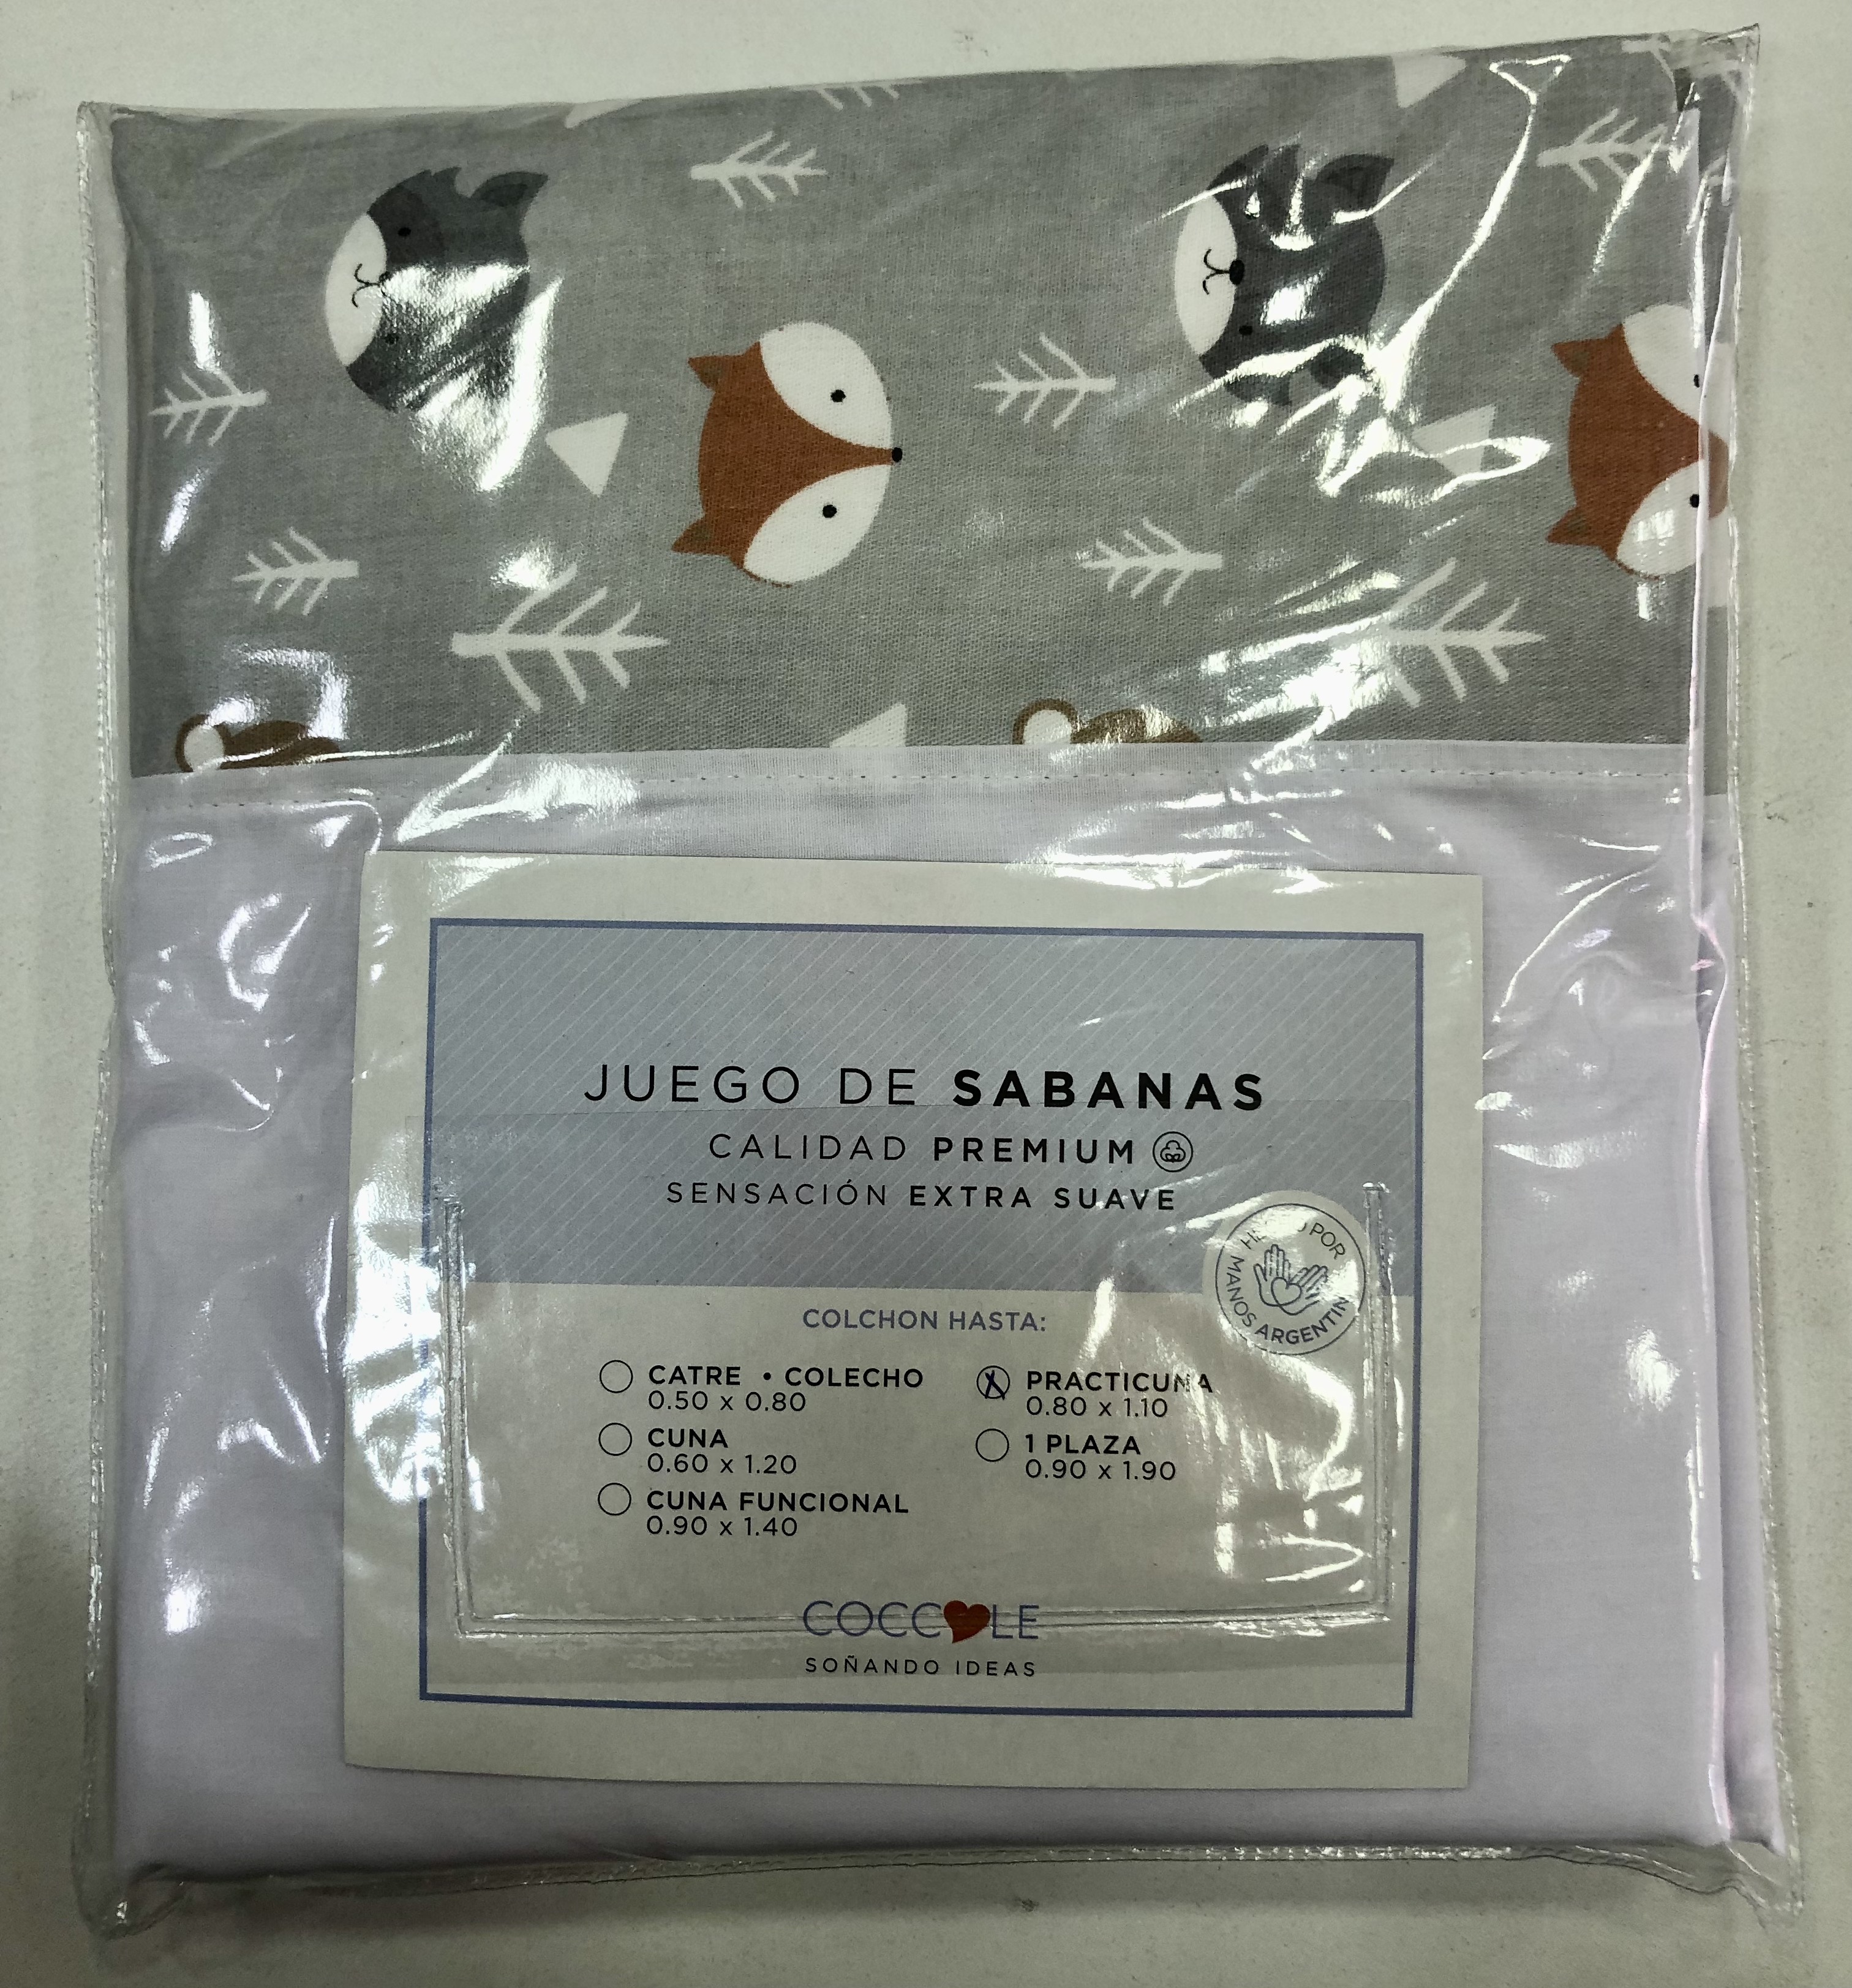 JUEGO DE SABANAS
CALIDAD PREMIUM
SENSACIÓN EXTRA SUAVE
POR
MANOS
COLCHON HASTA:
CATRE • COLECHO
0.50 x 0.80
CUNA
0.60 x 1.20
CUNA FUNCIONAL
0.90 x 1.40
PRACTICUNA
0.80 x 1.10
1 PLAZA
0.90 x 1.90
COCCOLE
SOÑANDO IDEAS